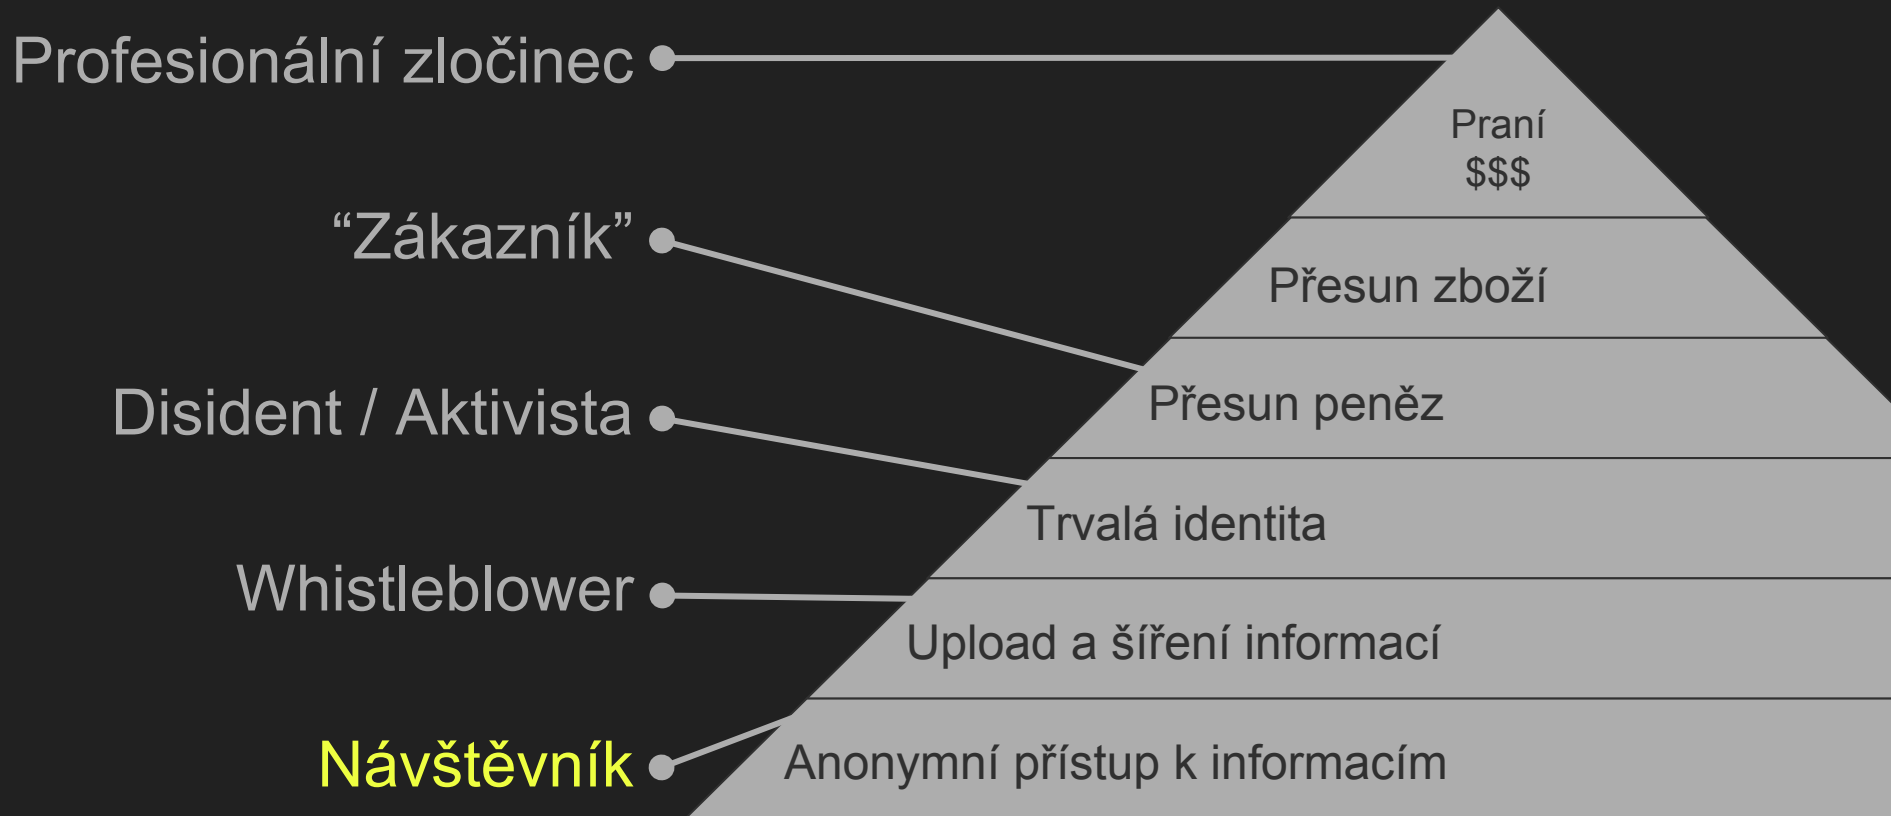 Profesionální zločinec
Praní
$$$
“Zákazník”
Přesun zboží
Přesun peněz
Disident / Aktivista
Trvalá identita
Whistleblower
Upload a šíření informací
Návštěvník
Anonymní přístup k informacím